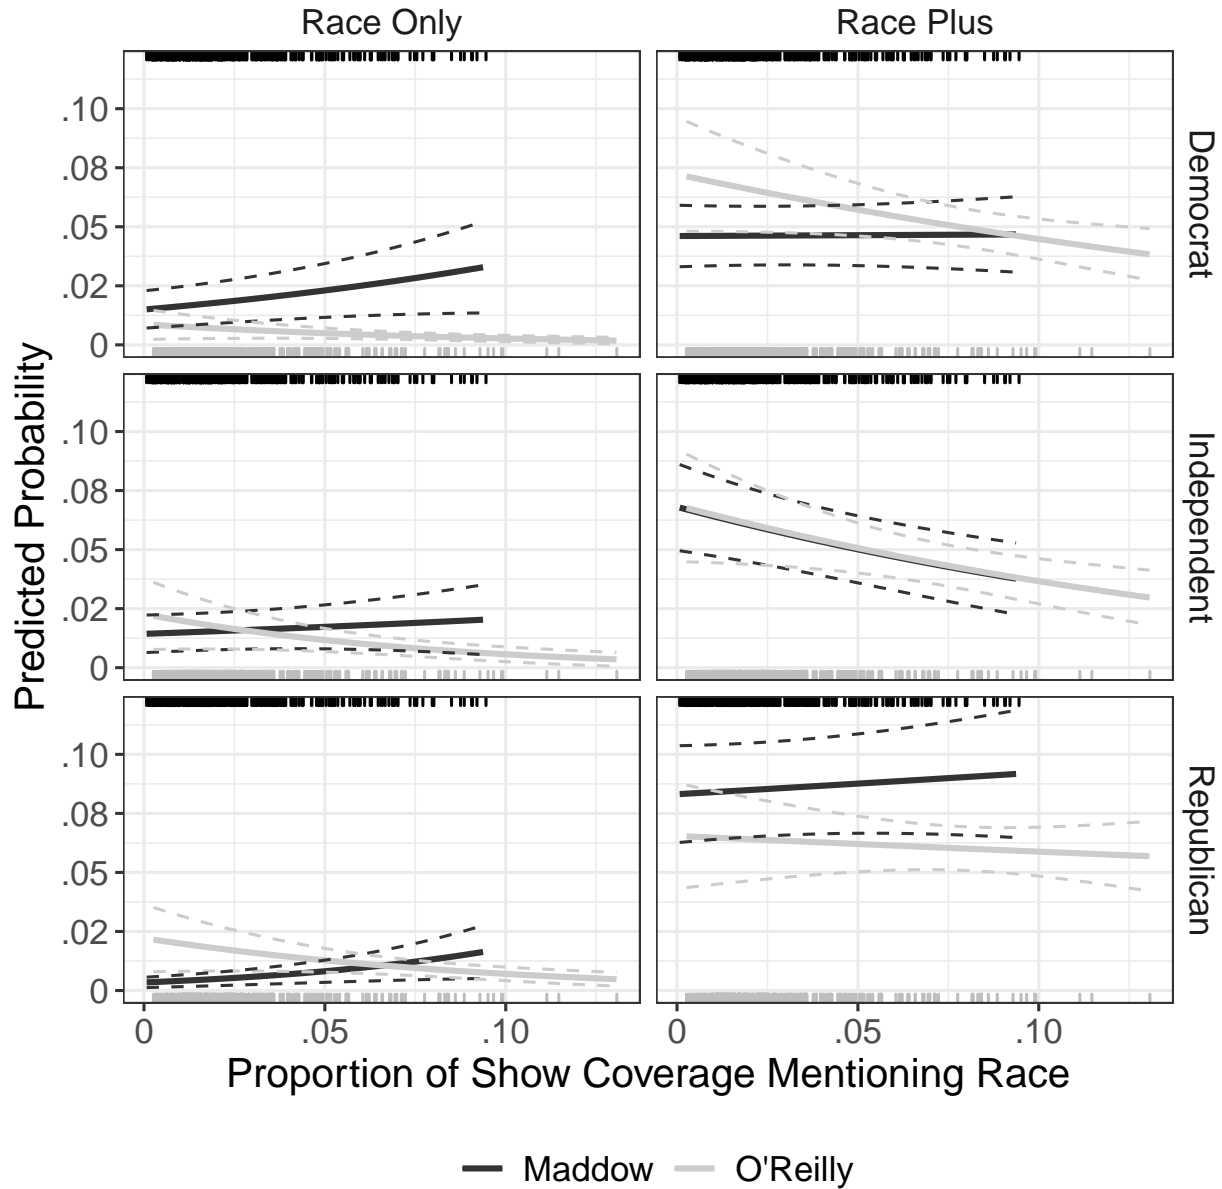 Race Only
Race Plus
.10
.08
.05
.02
0
Democrat
Predicted Probability
.10
.08
.05
.02
0
Independent
.10
.08
.05
.02
0
Republican
0 .05 .10
0 .05 .10
Proportion of Show Coverage Mentioning Race
Maddow
O'Reilly